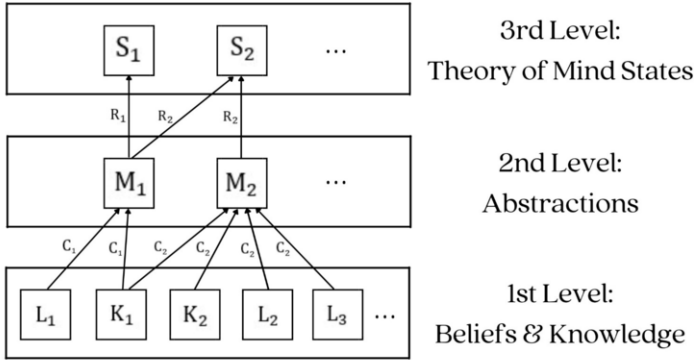 S₁ S₂ ...
3rd Level:
Theory of Mind States
R₁ R₂ R₂
M₁ M₂ ...
2nd Level:
Abstractions
C₁ C₁ C₂ C₂ C₂ C₂
L₁ K₁ K₂ L₂ L₃ ...
1st Level:
Beliefs & Knowledge